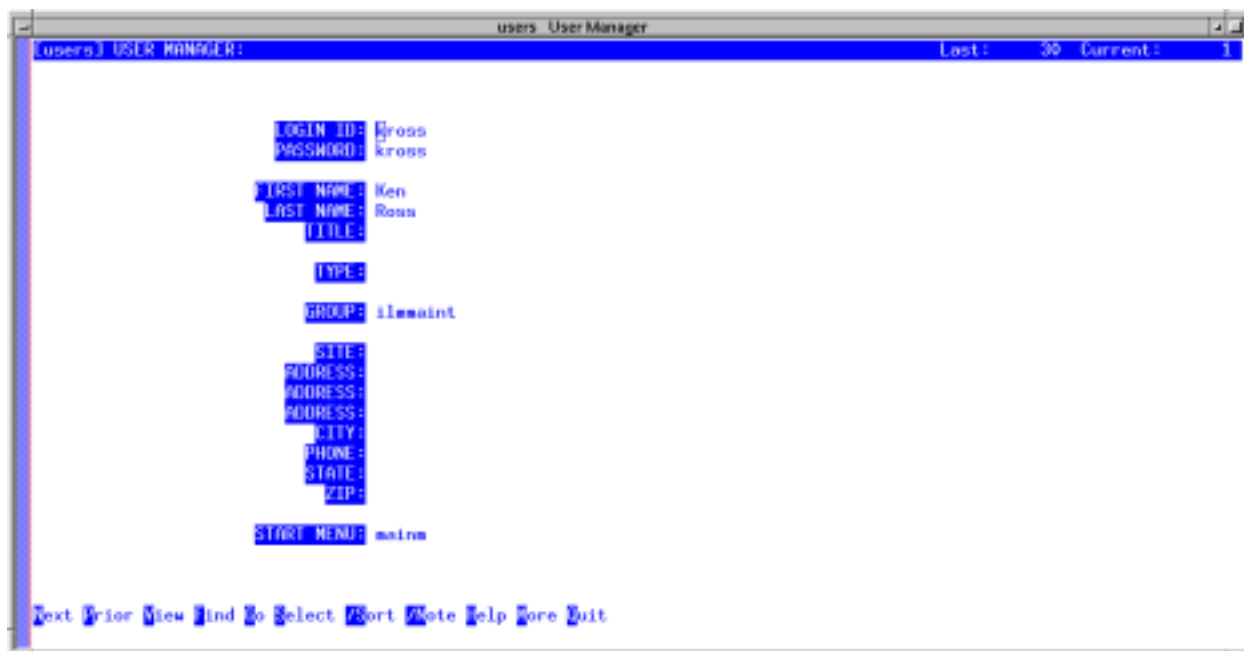 users User Manager
[users] USER MANAGER: Last: 30 Current: 1
LOGIN ID: kross
PASSWORD: kross
FIRST NAME: Ken
LAST NAME: Ross
TITLE:
TYPE:
GROUP: ilmmaint
SITE:
ADDRESS:
ADDRESS:
ADDRESS:
CITY:
PHONE:
STATE:
ZIP:
START MENU: mainm
Next Prior View Find Go Select /Sort /Note Help More Quit